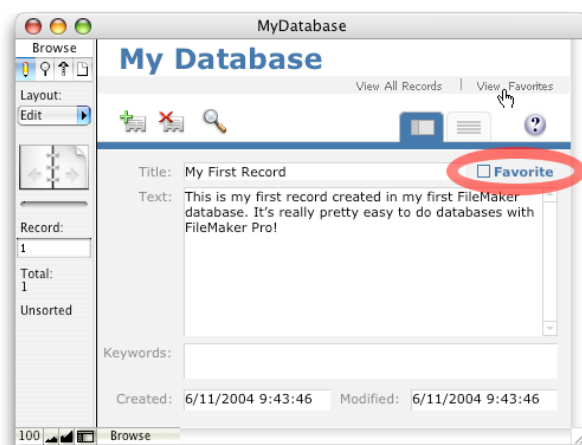 MyDatabase
Browse
Layout:
Edit
Record:
1
Total:
1
Unsorted
My Database
View All Records | View Favorites
?
Title: My First Record Favorite
Text: This is my first record created in my first FileMaker
database. It's really pretty easy to do databases with
FileMaker Pro!
Keywords:
Created: 6/11/2004 9:43:46 Modified: 6/11/2004 9:43:46
100 Browse